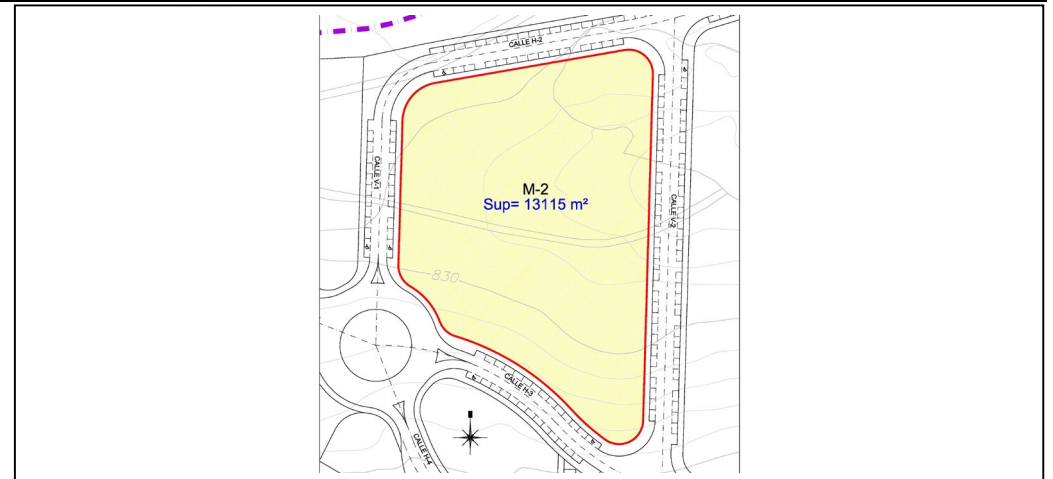 CALLE H-2
CALLE V-1
M-2
Sup= 13115 m²
CALLE V-2
830
CALLE H-3
CALLE H-4